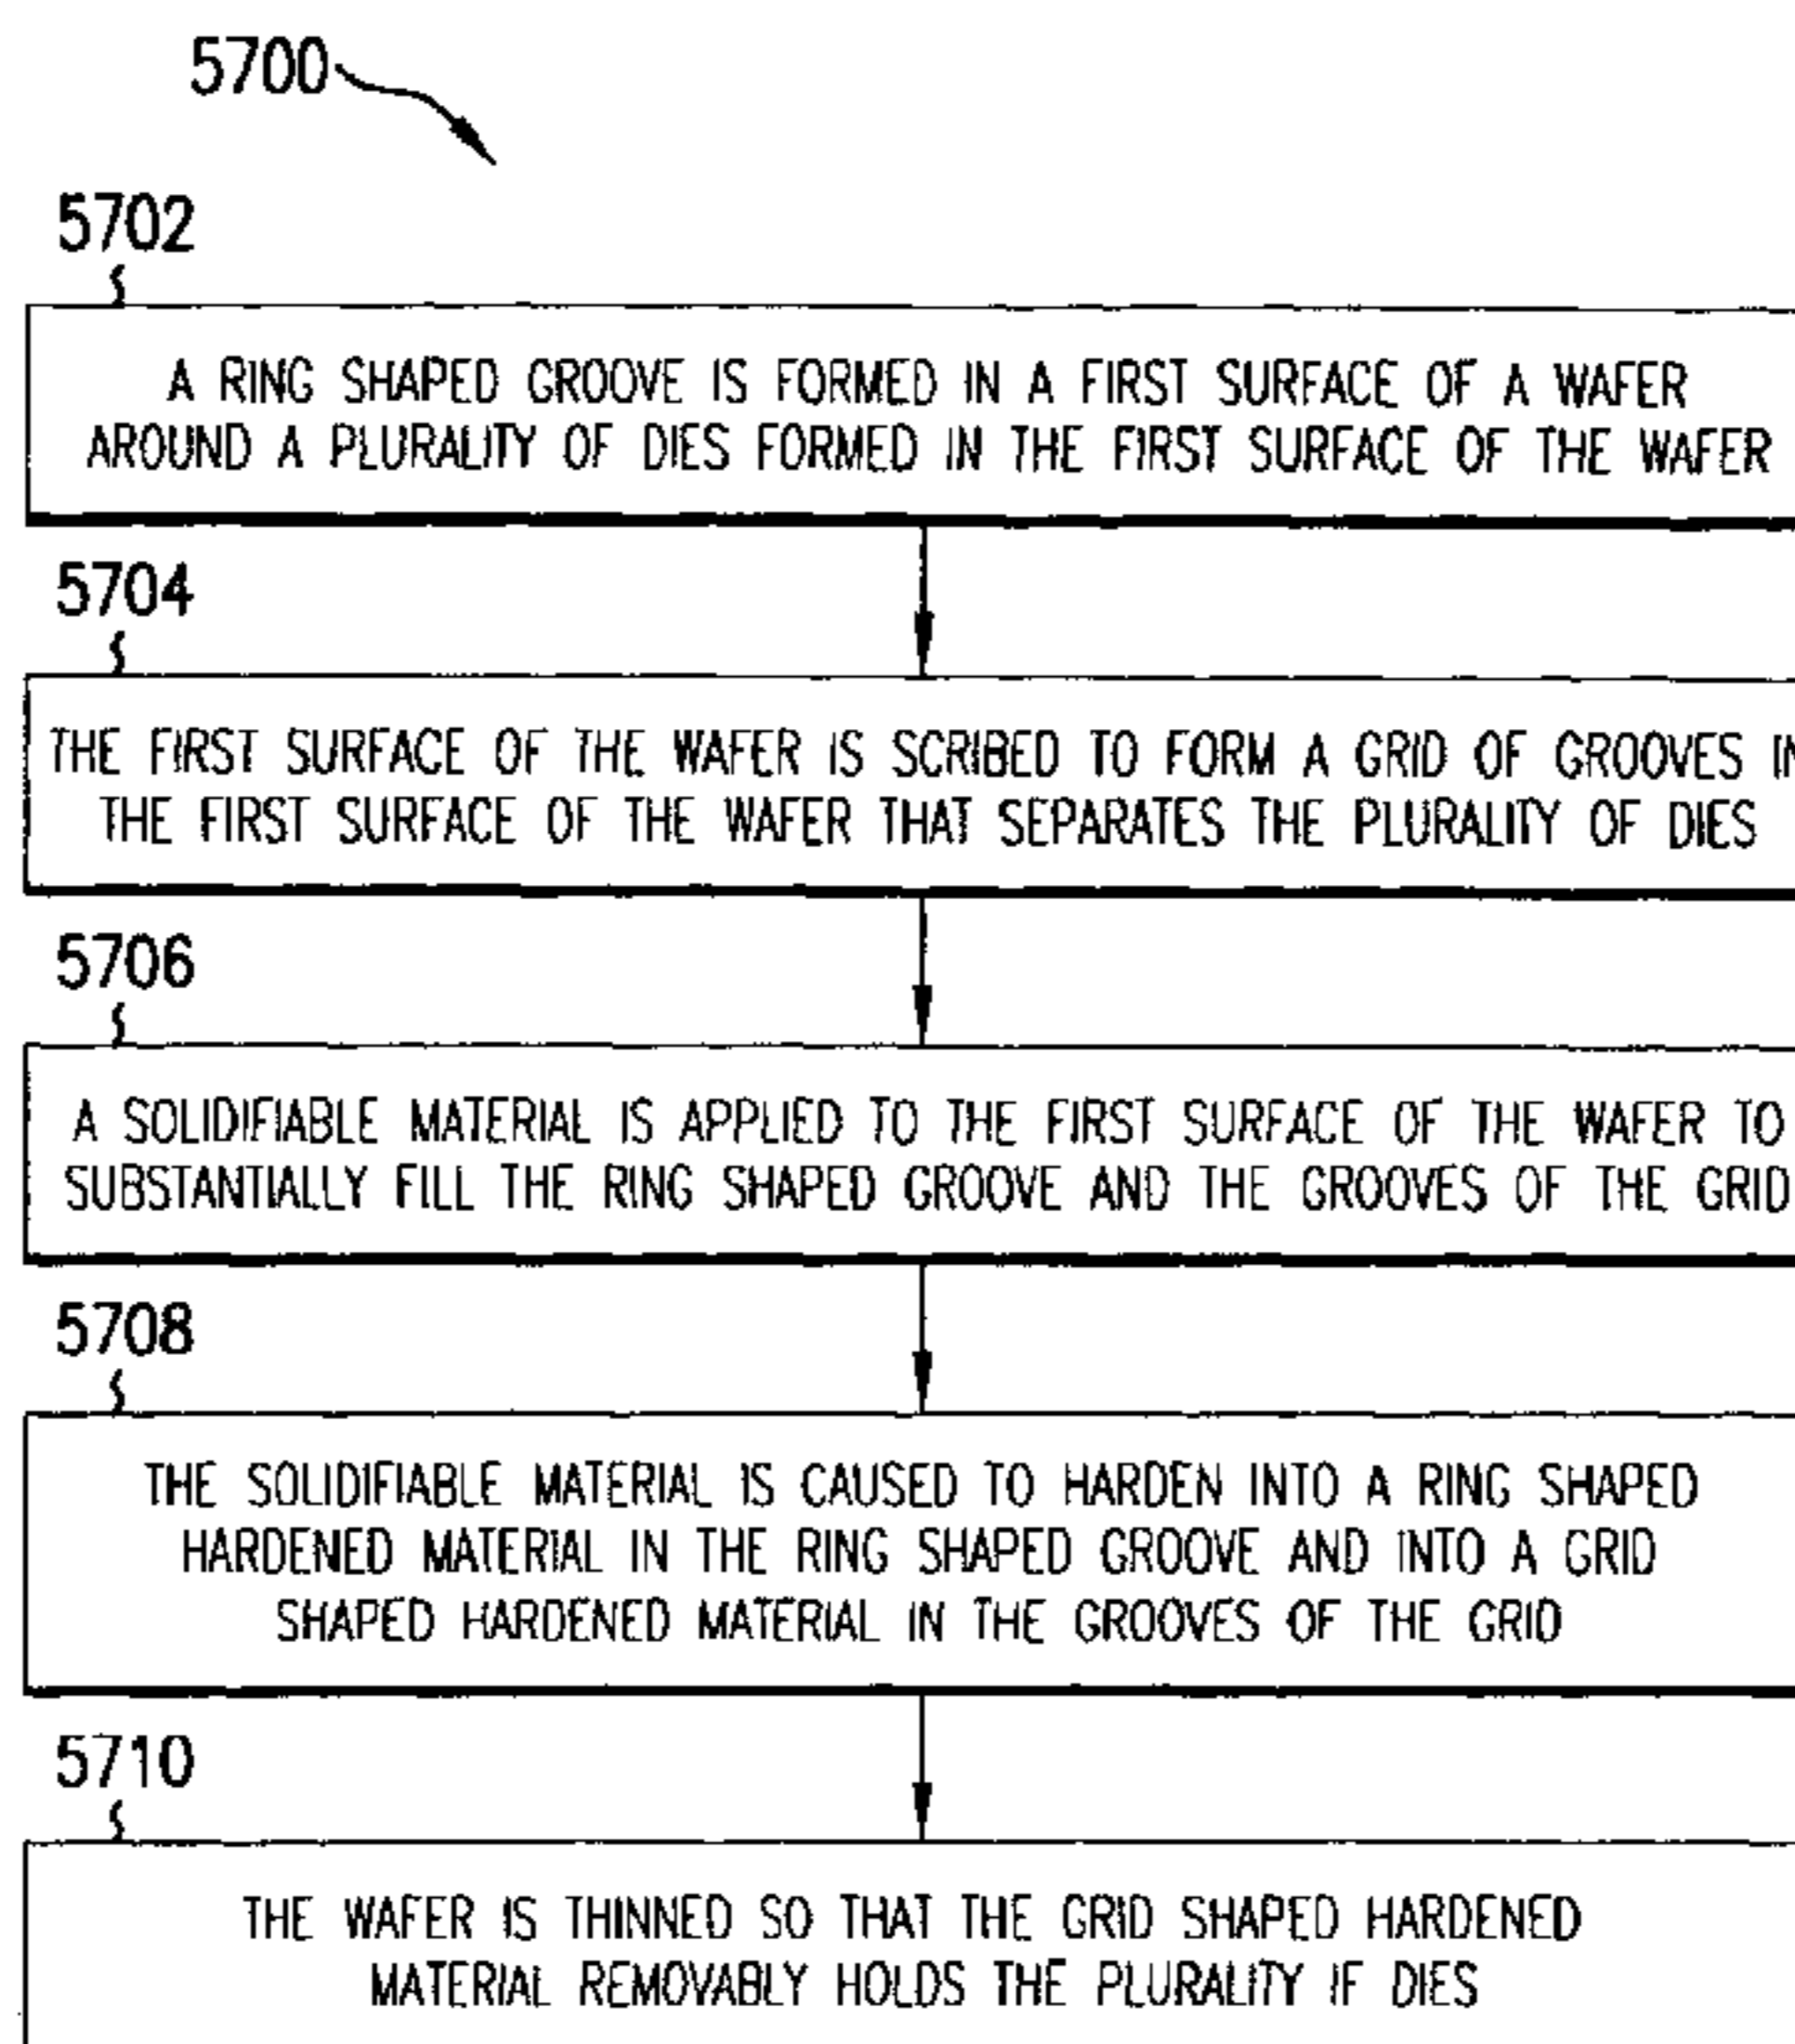 5700
5702
A RING SHAPED GROOVE IS FORMED IN A FIRST SURFACE OF A WAFER
AROUND A PLURALITY OF DIES FORMED IN THE FIRST SURFACE OF THE WAFER
5704
THE FIRST SURFACE OF THE WAFER IS SCRIBED TO FORM A GRID OF GROOVES IN
THE FIRST SURFACE OF THE WAFER THAT SEPARATES THE PLURALITY OF DIES
5706
A SOLIDIFIABLE MATERIAL IS APPLIED TO THE FIRST SURFACE OF THE WAFER TO
SUBSTANTIALLY FILL THE RING SHAPED GROOVE AND THE GROOVES OF THE GRID
5708
THE SOLIDIFIABLE MATERIAL IS CAUSED TO HARDEN INTO A RING SHAPED
HARDENED MATERIAL IN THE RING SHAPED GROOVE AND INTO A GRID
SHAPED HARDENED MATERIAL IN THE GROOVES OF THE GRID
5710
THE WAFER IS THINNED SO THAT THE GRID SHAPED HARDENED
MATERIAL REMOVABLY HOLDS THE PLURALITY IF DIES